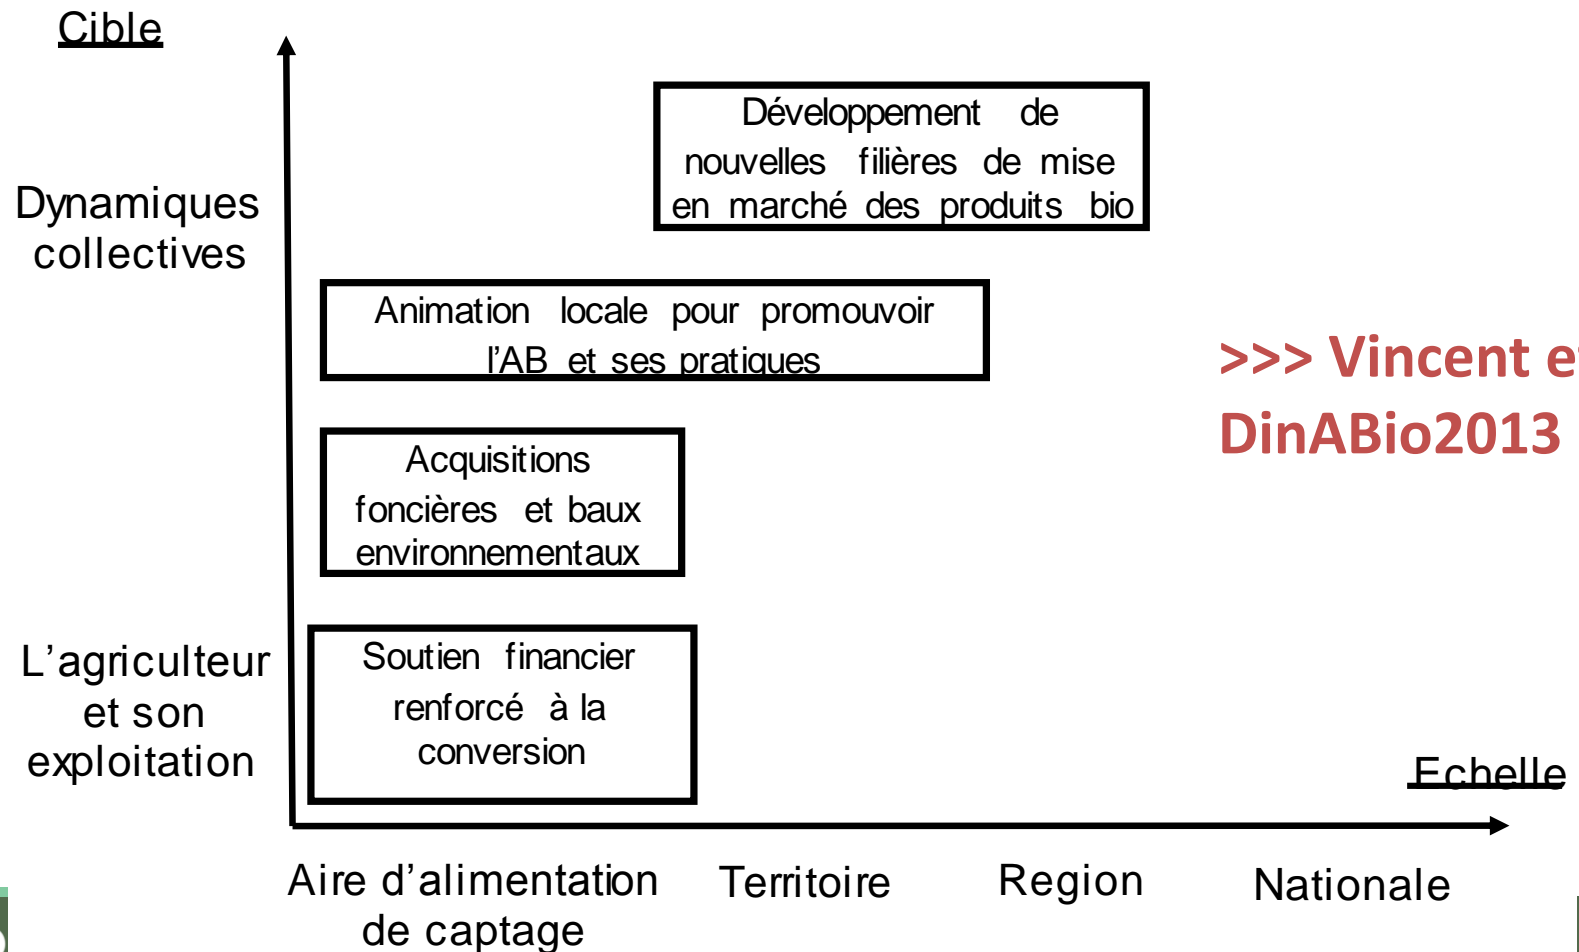 Cible
Développement de
nouvelles filières de mise
en marché des produits bio
Dynamiques
collectives
Animation locale pour promouvoir
l'AB et ses pratiques
>>> Vincent
DinABio2013
Acquisitions
foncières et baux
environnementaux
L’agriculteur
et son
exploitation
Soutien financier
renforcé à la
conversion
Echelle
Aire d’alimentation
de captage
Territoire
Region
Nationale